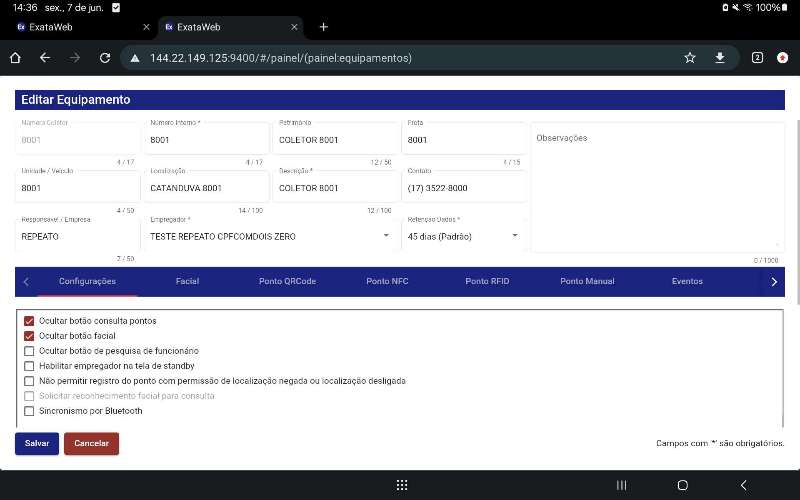 14:36 sex., 7 de jun. 100%
Ex ExataWeb
Ex ExataWeb
144.22.149.125:9400/#/painel/(painel:equipamentos)
2
Editar Equipamento
Número Coletor
8001
4 / 17
Número Interno *
8001
4 / 17
Patrimônio
COLETOR 8001
12 / 50
Frota
8001
4 / 15
Observações
0 / 1000
Unidade / Veículo
8001
4 / 50
Localização
CATANDUVA 8001
14 / 100
Descrição *
COLETOR 8001
12 / 100
Contato
(17) 3522-8000
Responsável / Empresa
REPEATO
7 / 50
Empregador *
TESTE REPEATO CPFCOMDOIS ZERO
Retenção Dados *
45 dias (Padrão)
Configurações Facial Ponto QRCode Ponto NFC Ponto RFID Ponto Manual Eventos
Ocultar botão consulta pontos
Ocultar botão facial
Ocultar botão de pesquisa de funcionário
Habilitar empregador na tela de standby
Não permitir registro do ponto com permissão de localização negada ou localização desligada
Solicitar reconhecimento facial para consulta
Sincronismo por Bluetooth
Salvar Cancelar Campos com '*' são obrigatórios.